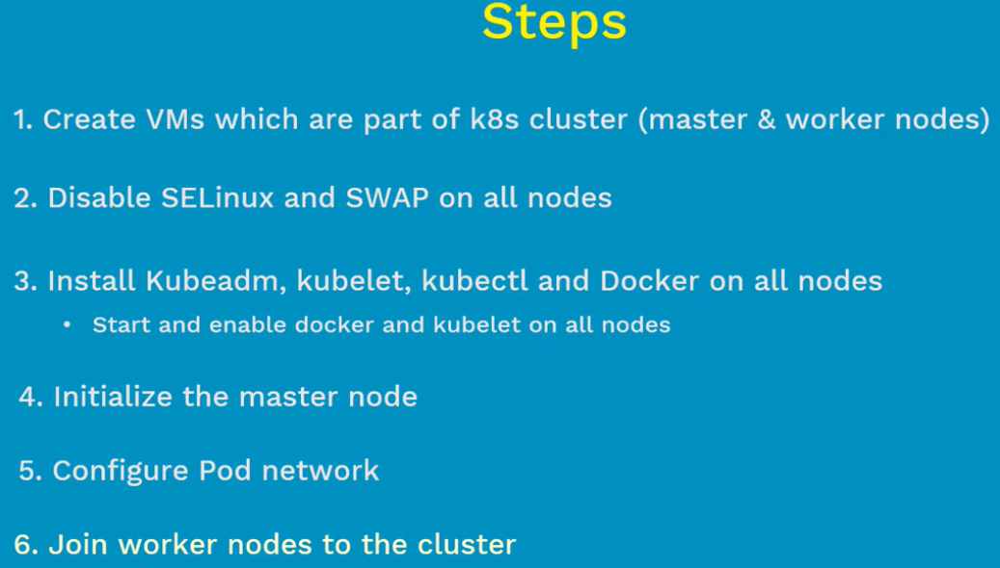 Steps
1. Create VMs which are part of k8s cluster (master & worker nodes)
2. Disable SELinux and SWAP on all nodes
3. Install Kubeadm, kubelet, kubectl and Docker on all nodes
• Start and enable docker and kubelet on all nodes
4. Initialize the master node
5. Configure Pod network
6. Join worker nodes to the cluster